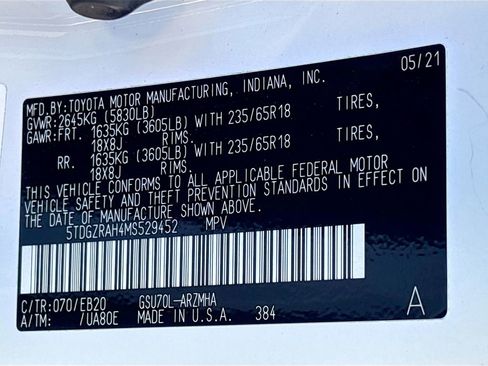 MFD.BY:TOYOTA MOTOR MANUFACTURING, INDIANA, INC. 05/21
GVWR:2645KG (5830LB)
GAWR:FRT. 1635KG (3605LB) WITH 235/65R18 TIRES,
18X8J RIMS.
RR. 1635KG (3605LB) WITH 235/65R18 TIRES,
18X8J RIMS.
THIS VEHICLE CONFORMS TO ALL APPLICABLE FEDERAL MOTOR
VEHICLE SAFETY AND THEFT PREVENTION STANDARDS IN EFFECT ON
THE DATE OF MANUFACTURE SHOWN ABOVE.
5TDGZRAH4MS529452 MPV
C/TR:070/EB20 GSU70L-ARZMHA
A/TM: /UA80E MADE IN U.S.A. 384 A